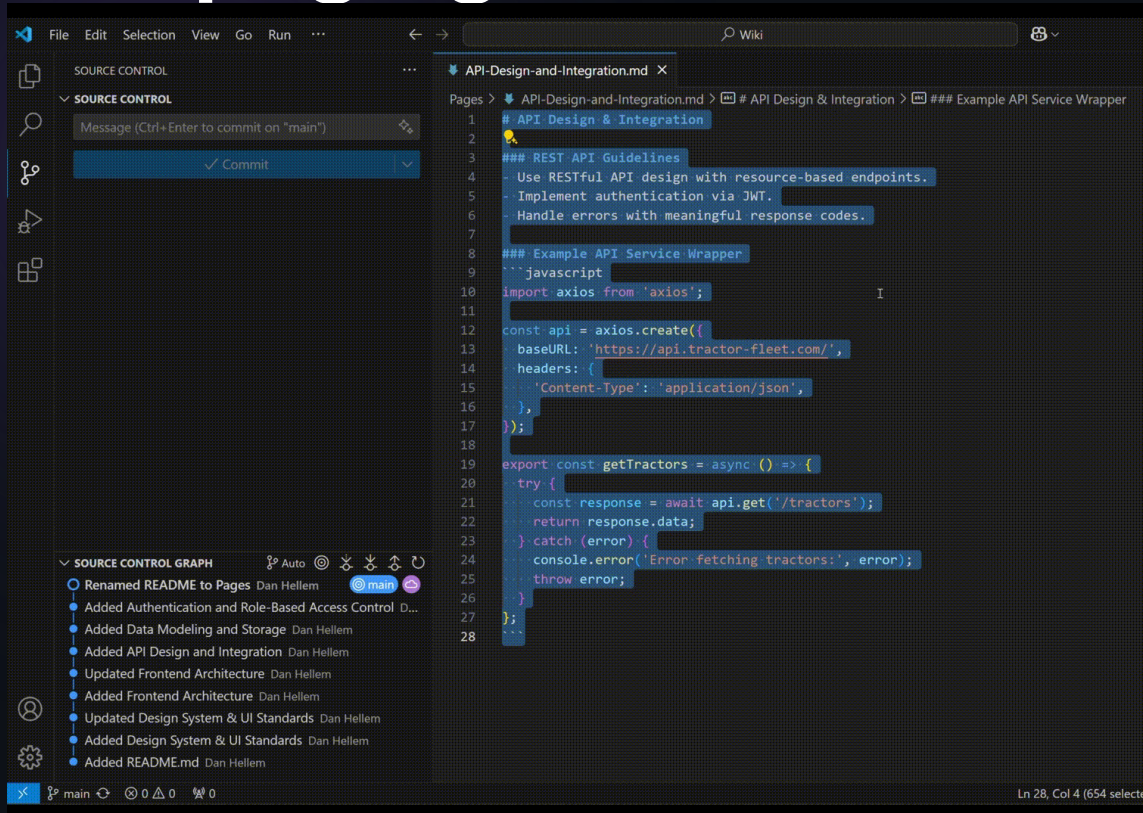 File Edit Selection View Go Run ···
Wiki
SOURCE CONTROL ···
SOURCE CONTROL
Message (Ctrl+Enter to commit on "main")
Commit
SOURCE CONTROL GRAPH Auto
Renamed README to Pages Dan Hellem main
Added Authentication and Role-Based Access Control D...
Added Data Modeling and Storage Dan Hellem
Added API Design and Integration Dan Hellem
Updated Frontend Architecture Dan Hellem
Added Frontend Architecture Dan Hellem
Updated Design System & UI Standards Dan Hellem
Added Design System & UI Standards Dan Hellem
Added README.md Dan Hellem
API-Design-and-Integration.md ×
Pages > API-Design-and-Integration.md > # API Design & Integration > ### Example API Service Wrapper
1 # API Design & Integration
2
3 ### REST API Guidelines
4 - Use RESTful API design with resource-based endpoints.
5 - Implement authentication via JWT.
6 - Handle errors with meaningful response codes.
7
8 ### Example API Service Wrapper
9 ```javascript
10 import axios from 'axios';
11
12 const api = axios.create({
13 baseURL: 'https://api.tractor-fleet.com/',
14 headers: {
15 'Content-Type': 'application/json',
16 },
17 });
18
19 export const getTractors = async () => {
20 try {
21 const response = await api.get('/tractors');
22 return response.data;
23 } catch (error) {
24 console.error('Error fetching tractors:', error);
25 throw error;
26 }
27 };
28 ```
main 0 0 0
Ln 28, Col 4 (654 selecte